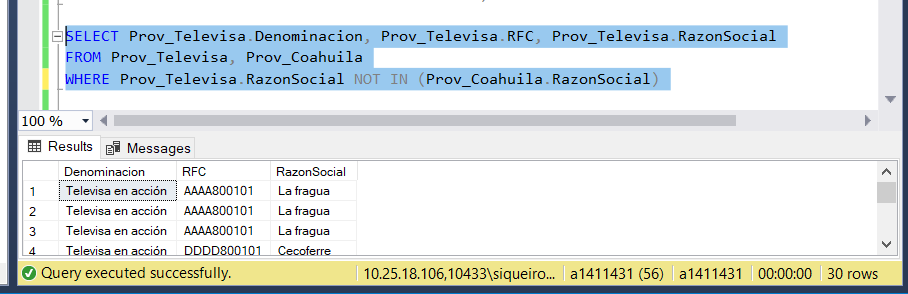 SELECT Prov_Televisa.Denominacion, Prov_Televisa.RFC, Prov_Televisa.RazonSocial
FROM Prov_Televisa, Prov_Coahuila
WHERE Prov_Televisa.RazonSocial NOT IN (Prov_Coahuila.RazonSocial)
100 %
Results Messages
Denominacion RFC RazonSocial
1 Televisa en acción AAAA800101 La fragua
2 Televisa en acción AAAA800101 La fragua
3 Televisa en acción AAAA800101 La fragua
4 Televisa en acción DDDD800101 Cecoferre
Query executed successfully. 10.25.18.106,10433\siqueiro... a1411431 (56) a1411431 00:00:00 30 rows